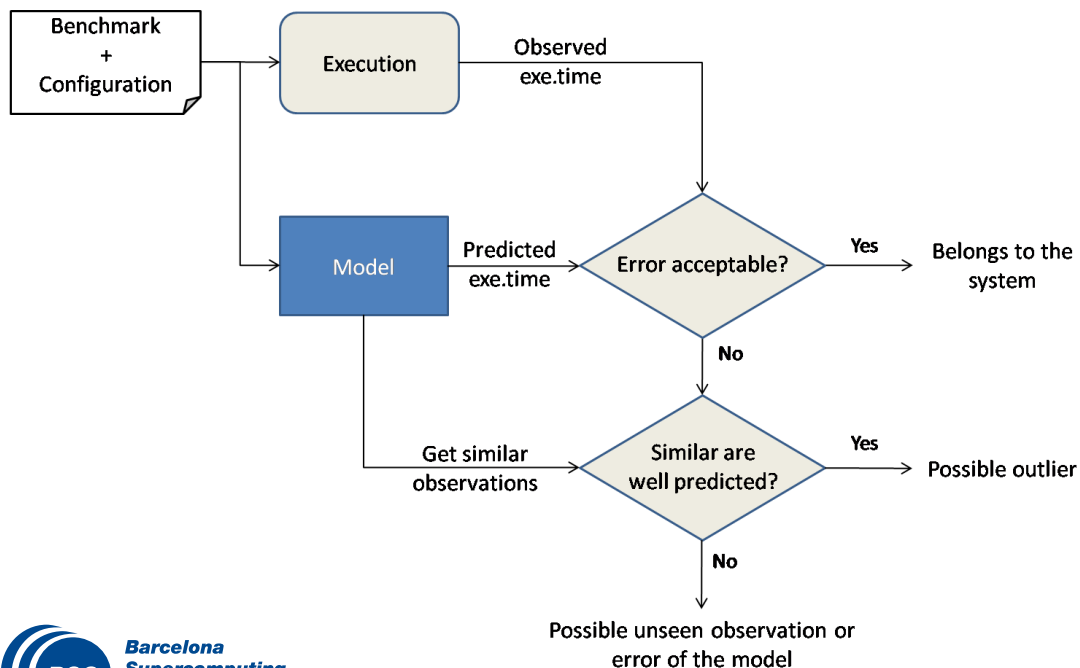 Benchmark
+
Configuration
Execution
Observed
exe.time
Model
Predicted
exe.time
Error acceptable?
Yes
Belongs to the
system
No
Get similar
observations
Similar are
well predicted?
Yes
Possible outlier
No
Possible unseen observation or
error of the model
Barcelona
Supercomputing